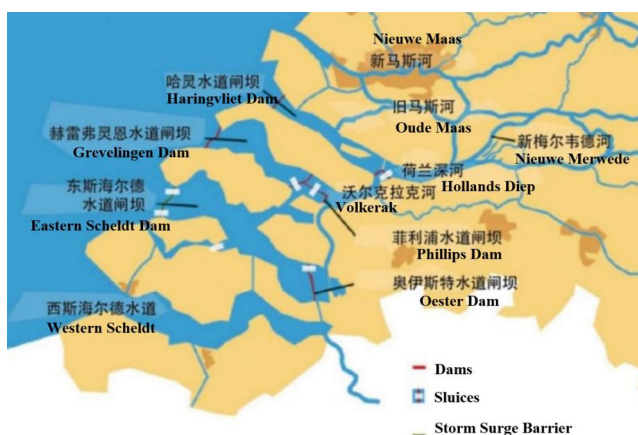 Nieuwe Maas
新马斯河
哈灵水道闸坝
Haringvliet Dam
旧马斯河
Oude Maas
赫雷弗灵恩水道闸坝
Grevelingen Dam
新梅尔韦德河
Nieuwe Merwede
荷兰深河
Hollands Diep
东斯海尔德
水道闸坝
Eastern Scheldt Dam
沃尔克拉克河
Volkerak
菲利浦水道闸坝
Phillips Dam
奥伊斯特水道闸坝
Oester Dam
西斯海尔德水道
Western Scheldt
Dams
Sluices
Storm Surge Barrier